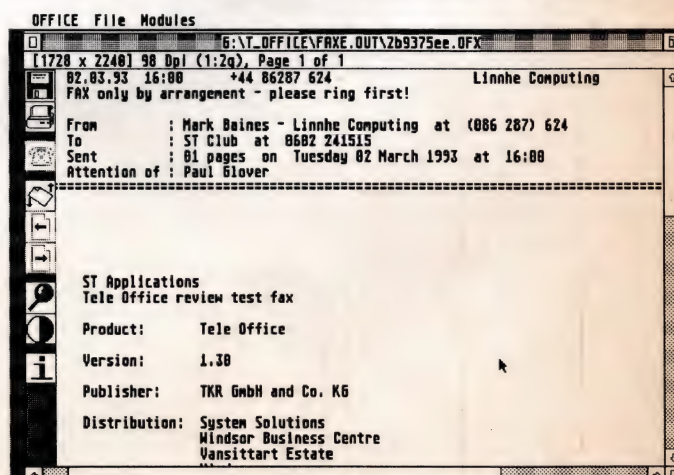 OFFICE File Modules
G:\T_OFFICE\FAXE.OUT\2b9375ee.OFX
[1728 x 2240] 98 Dpi (1:2q), Page 1 of 1
02.03.93 16:00 +44 86287 624 Linnhe Computing
FAX only by arrangement - please ring first!
From : Mark Baines - Linnhe Computing at (086 287) 624
To : ST Club at 0602 241515
Sent : 01 pages on Tuesday 02 March 1993 at 16:00
Attention of : Paul Glover
ST Applications
Tele Office review test fax
Product: Tele Office
Version: 1.30
Publisher: TKR GmbH and Co. KG
Distribution: System Solutions
Windsor Business Centre
Vansittart Estate